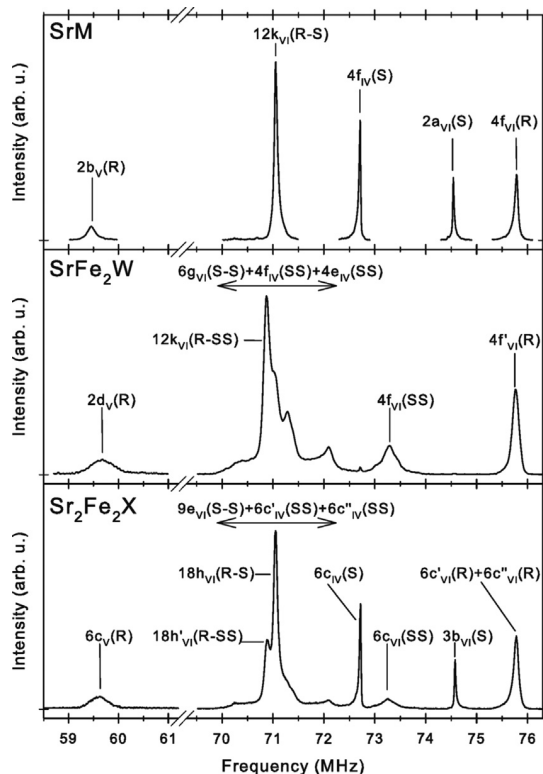 SrM
12k_VI(R-S)
4f_IV(S)
2a_VI(S)
4f_VI(R)
2b_V(R)
Intensity (arb. u.)
SrFe₂W
6g_VI(S-S)+4f_IV(SS)+4e_IV(SS)
12k_VI(R-SS)
4f'_VI(R)
2d_V(R)
4f_VI(SS)
Intensity (arb. u.)
Sr₂Fe₂X
9e_VI(S-S)+6c'_IV(SS)+6c"_IV(SS)
18h_VI(R-S)
6c_IV(S)
6c'_VI(R)+6c"_VI(R)
6c_V(R)
18h'_VI(R-SS)
6c_VI(SS)
3b_VI(S)
Intensity (arb. u.)
59 60 61 70 71 72 73 74 75 76
Frequency (MHz)